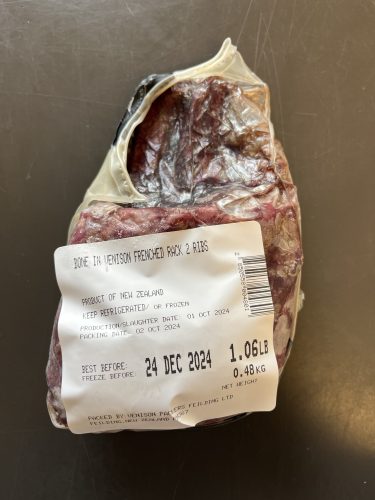 BONE IN VENISON FRENCHED RACK 2 RIBS
PRODUCT OF NEW ZEALAND
KEEP REFRIGERATED/ OR FROZEN
PRODUCTION/SLAUGHTER DATE: 01 OCT 2024
PACKING DATE: 02 OCT 2024
BEST BEFORE:
FREEZE BEFORE: 24 DEC 2024 1.06LB
0.48KG
NET WEIGHT
PACKED BY VENISON PACKERS FEILDING LTD
FEILDING, NEW ZEALAND